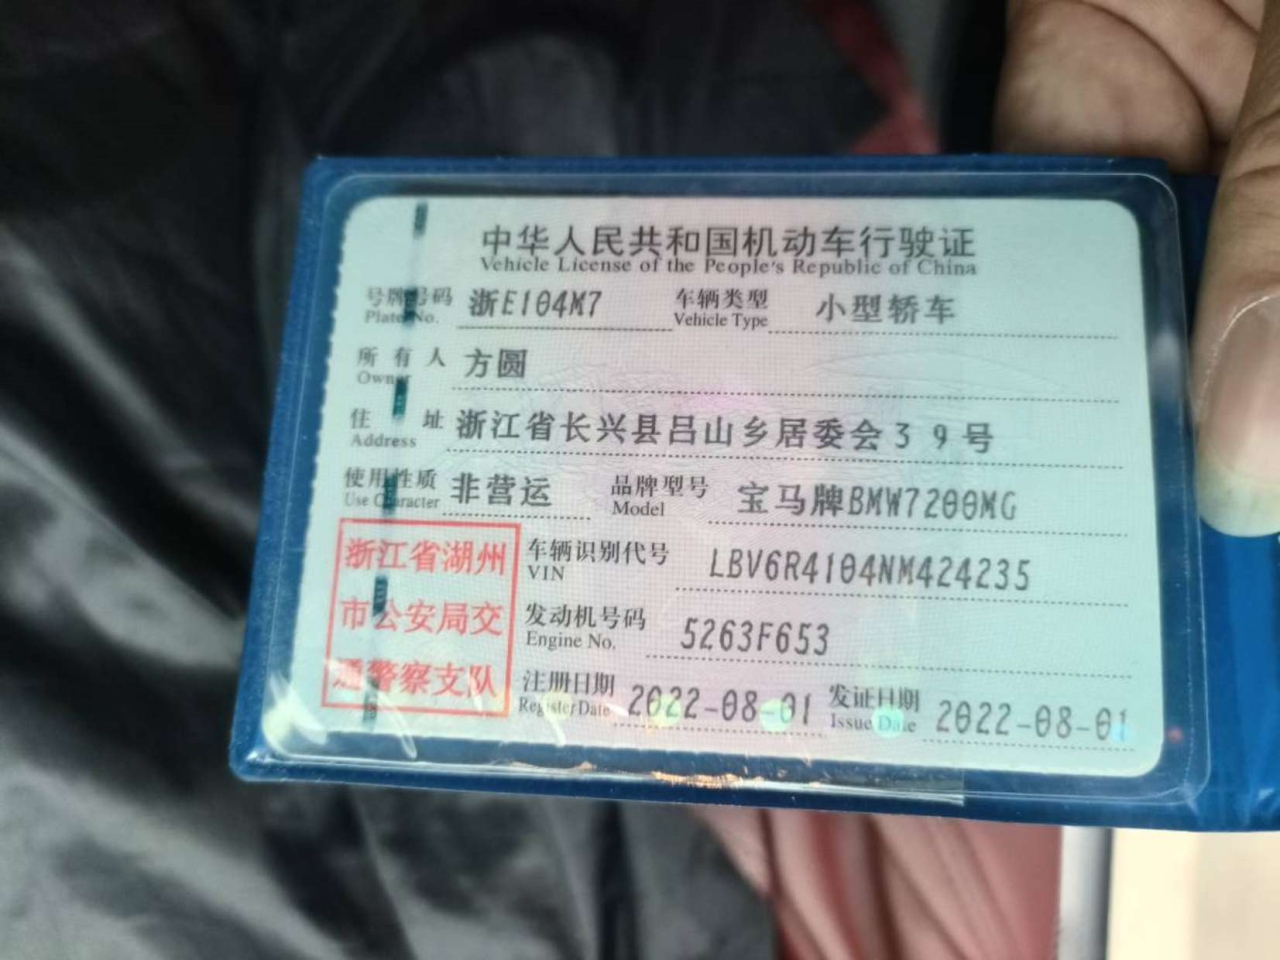 中华人民共和国机动车行驶证
Vehicle License of the People's Republic of China
号牌号码 浙E104M7 车辆类型 小型轿车
Plate No. Vehicle Type
所有人 方圆
Owner
住址 浙江省长兴县吕山乡居委会39号
Address
使用性质 非营运 品牌型号 宝马牌BMW7200MG
Use Character Model
浙江省湖州
市公安局交
通警察支队
车辆识别代号 LBV6R4104NM424235
VIN
发动机号码 5263F653
Engine No.
注册日期 2022-08-01 发证日期 2022-08-01
Register Date Issue Date